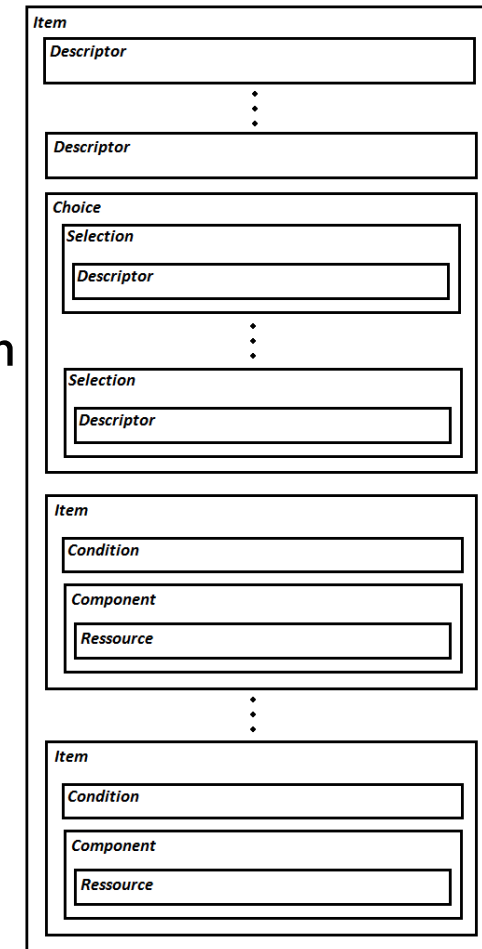 Item
Descriptor
Descriptor
Choice
Selection
Descriptor
n
Selection
Descriptor
Item
Condition
Component
Ressource
Item
Condition
Component
Ressource